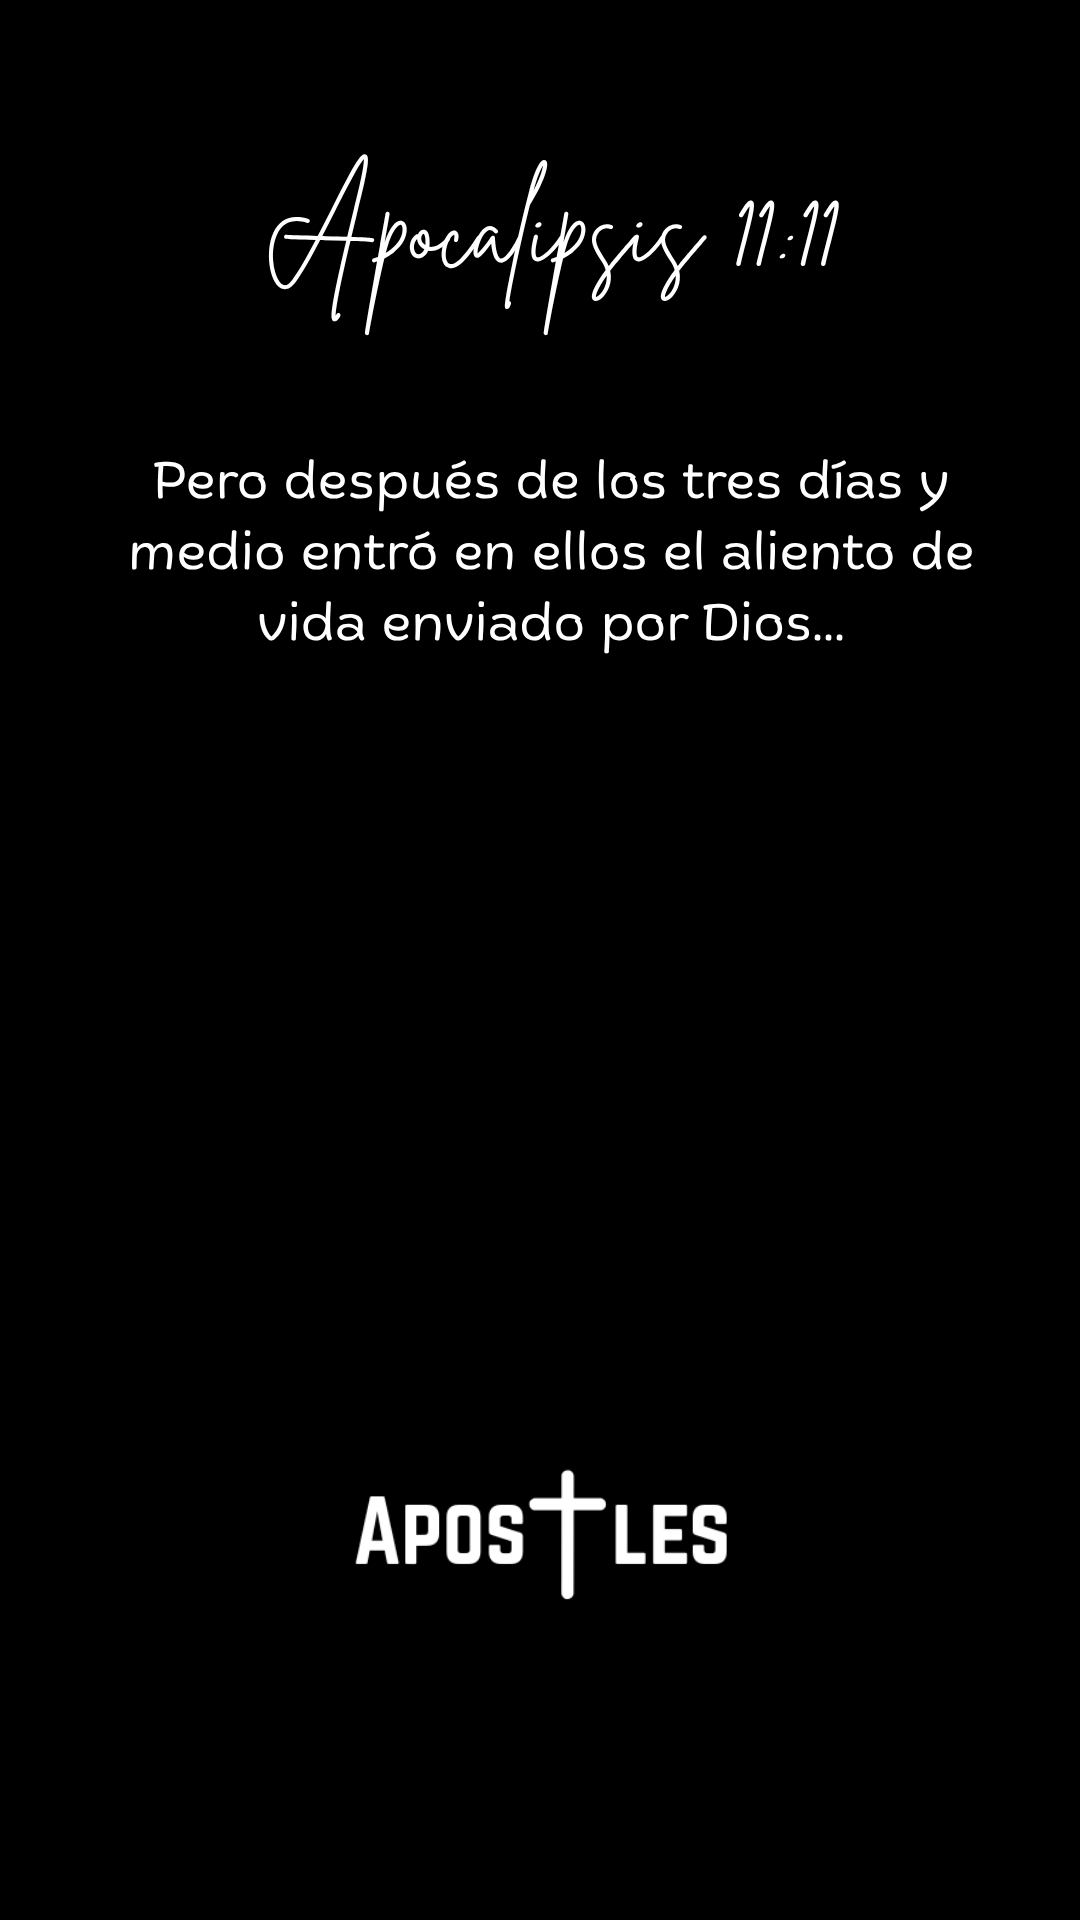 Apocalipsis 11:11
Pero después de los tres días y
medio entró en ellos el aliento de
vida enviado por Dios...
APOSTLES